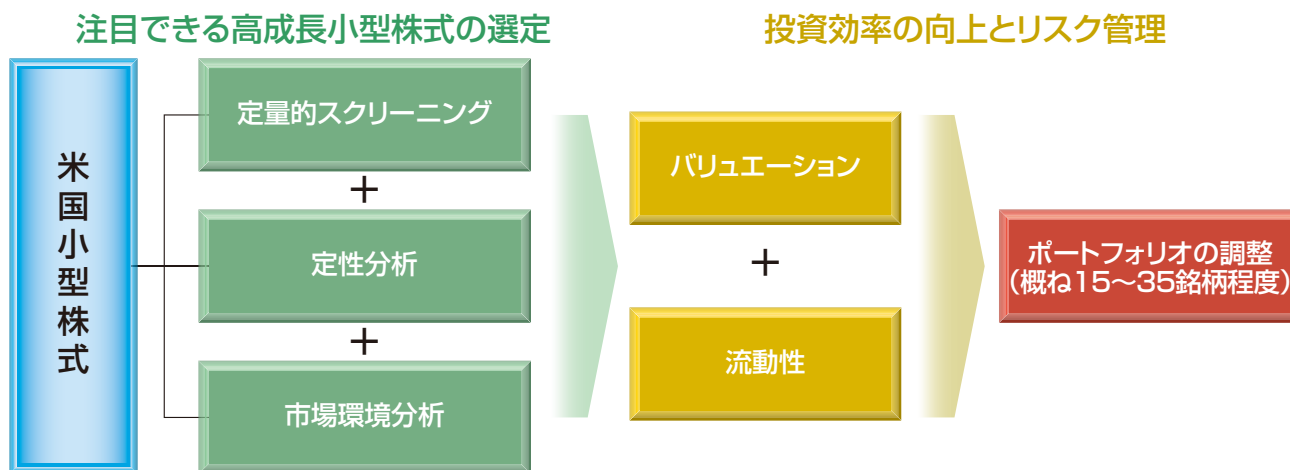 注目できる高成長小型株式の選定
投資効率の向上とリスク管理
米国小型株式
定量的スクリーニング
+
定性分析
+
市場環境分析
バリュエーション
+
流動性
ポートフォリオの調整
(概ね15～35銘柄程度)